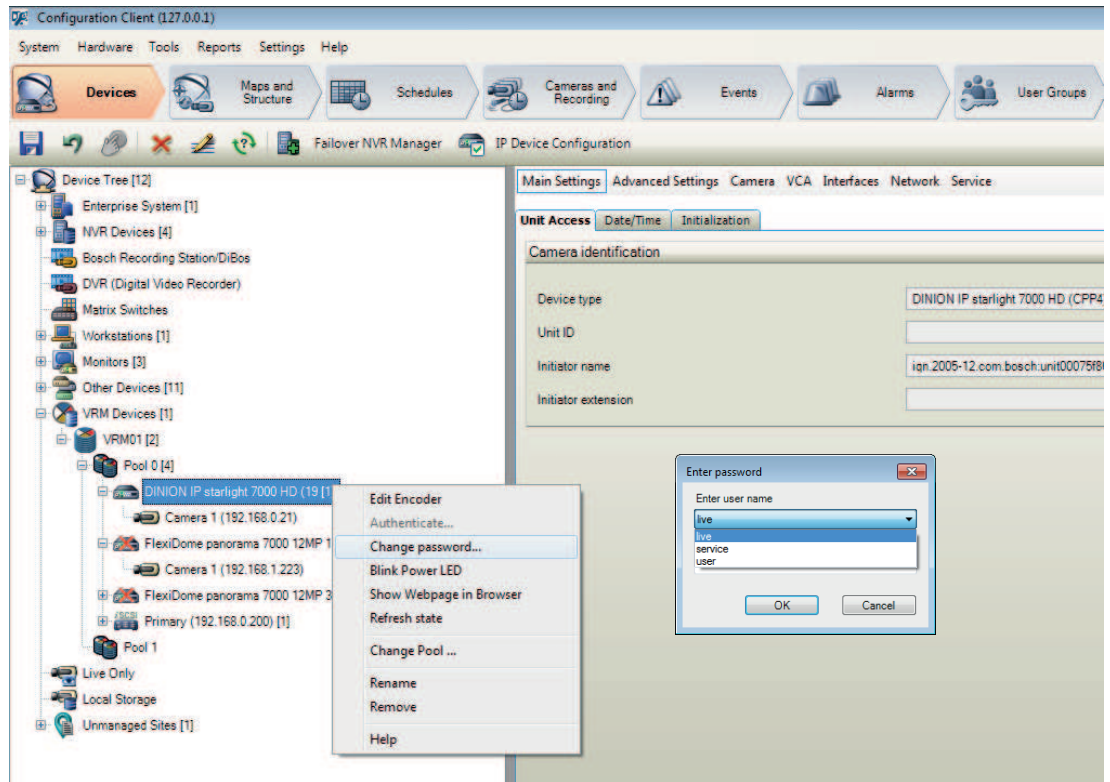 Configuration Client (127.0.0.1)
System Hardware Tools Reports Settings Help
Devices
Maps and Structure
Schedules
Cameras and Recording
Events
Alarms
User Groups
Failover NVR Manager IP Device Configuration
Device Tree [12]
Enterprise System [1]
NVR Devices [4]
Bosch Recording Station/DiBos
DVR (Digital Video Recorder)
Matrix Switches
Workstations [1]
Monitors [3]
Other Devices [11]
VRM Devices [1]
VRM01 [2]
Pool 0 [4]
DINION IP starlight 7000 HD (19 [1
Camera 1 (192.168.0.21)
FlexiDome panorama 7000 12MP 1
Camera 1 (192.168.1.223)
FlexiDome panorama 7000 12MP 3
iSCSI
Primary (192.168.0.200) [1]
Pool 1
Live Only
Local Storage
Unmanaged Sites [1]
Edit Encoder
Authenticate...
Change password...
Blink Power LED
Show Webpage in Browser
Refresh state
Change Pool ...
Rename
Remove
Help
Main Settings Advanced Settings Camera VCA Interfaces Network Service
Unit Access Date/Time Initialization
Camera identification
Device type DINION IP starlight 7000 HD (CPP4
Unit ID
Initiator name iqn.2005-12.com.bosch:unit00075f8
Initiator extension
Enter password
Enter user name
live
live
service
user
OK Cancel